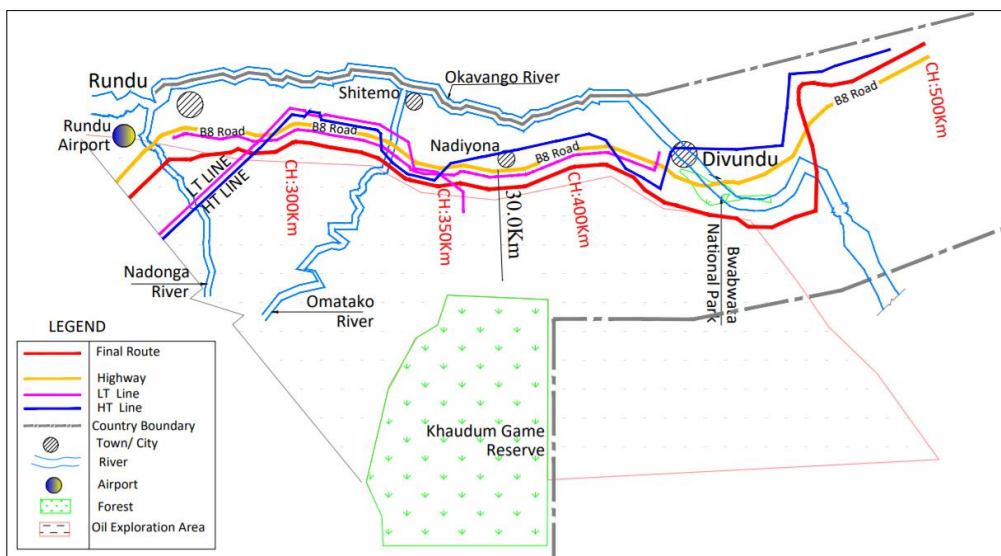 Rundu
Okavango River
Shitemo
Rundu
Airport
B8 Road
B8 Road
Nadiyona
B8 Road
Divundu
B8 Road
CH:500Km
LT LINE
HT LINE
CH:300Km
CH:350Km
30.0Km
CH:400Km
Bwabwata
National Park
Nadonga
River
Omatako
River
Khaudum Game
Reserve
LEGEND
Final Route
Highway
LT Line
HT Line
Country Boundary
Town/ City
River
Airport
Forest
Oil Exploration Area